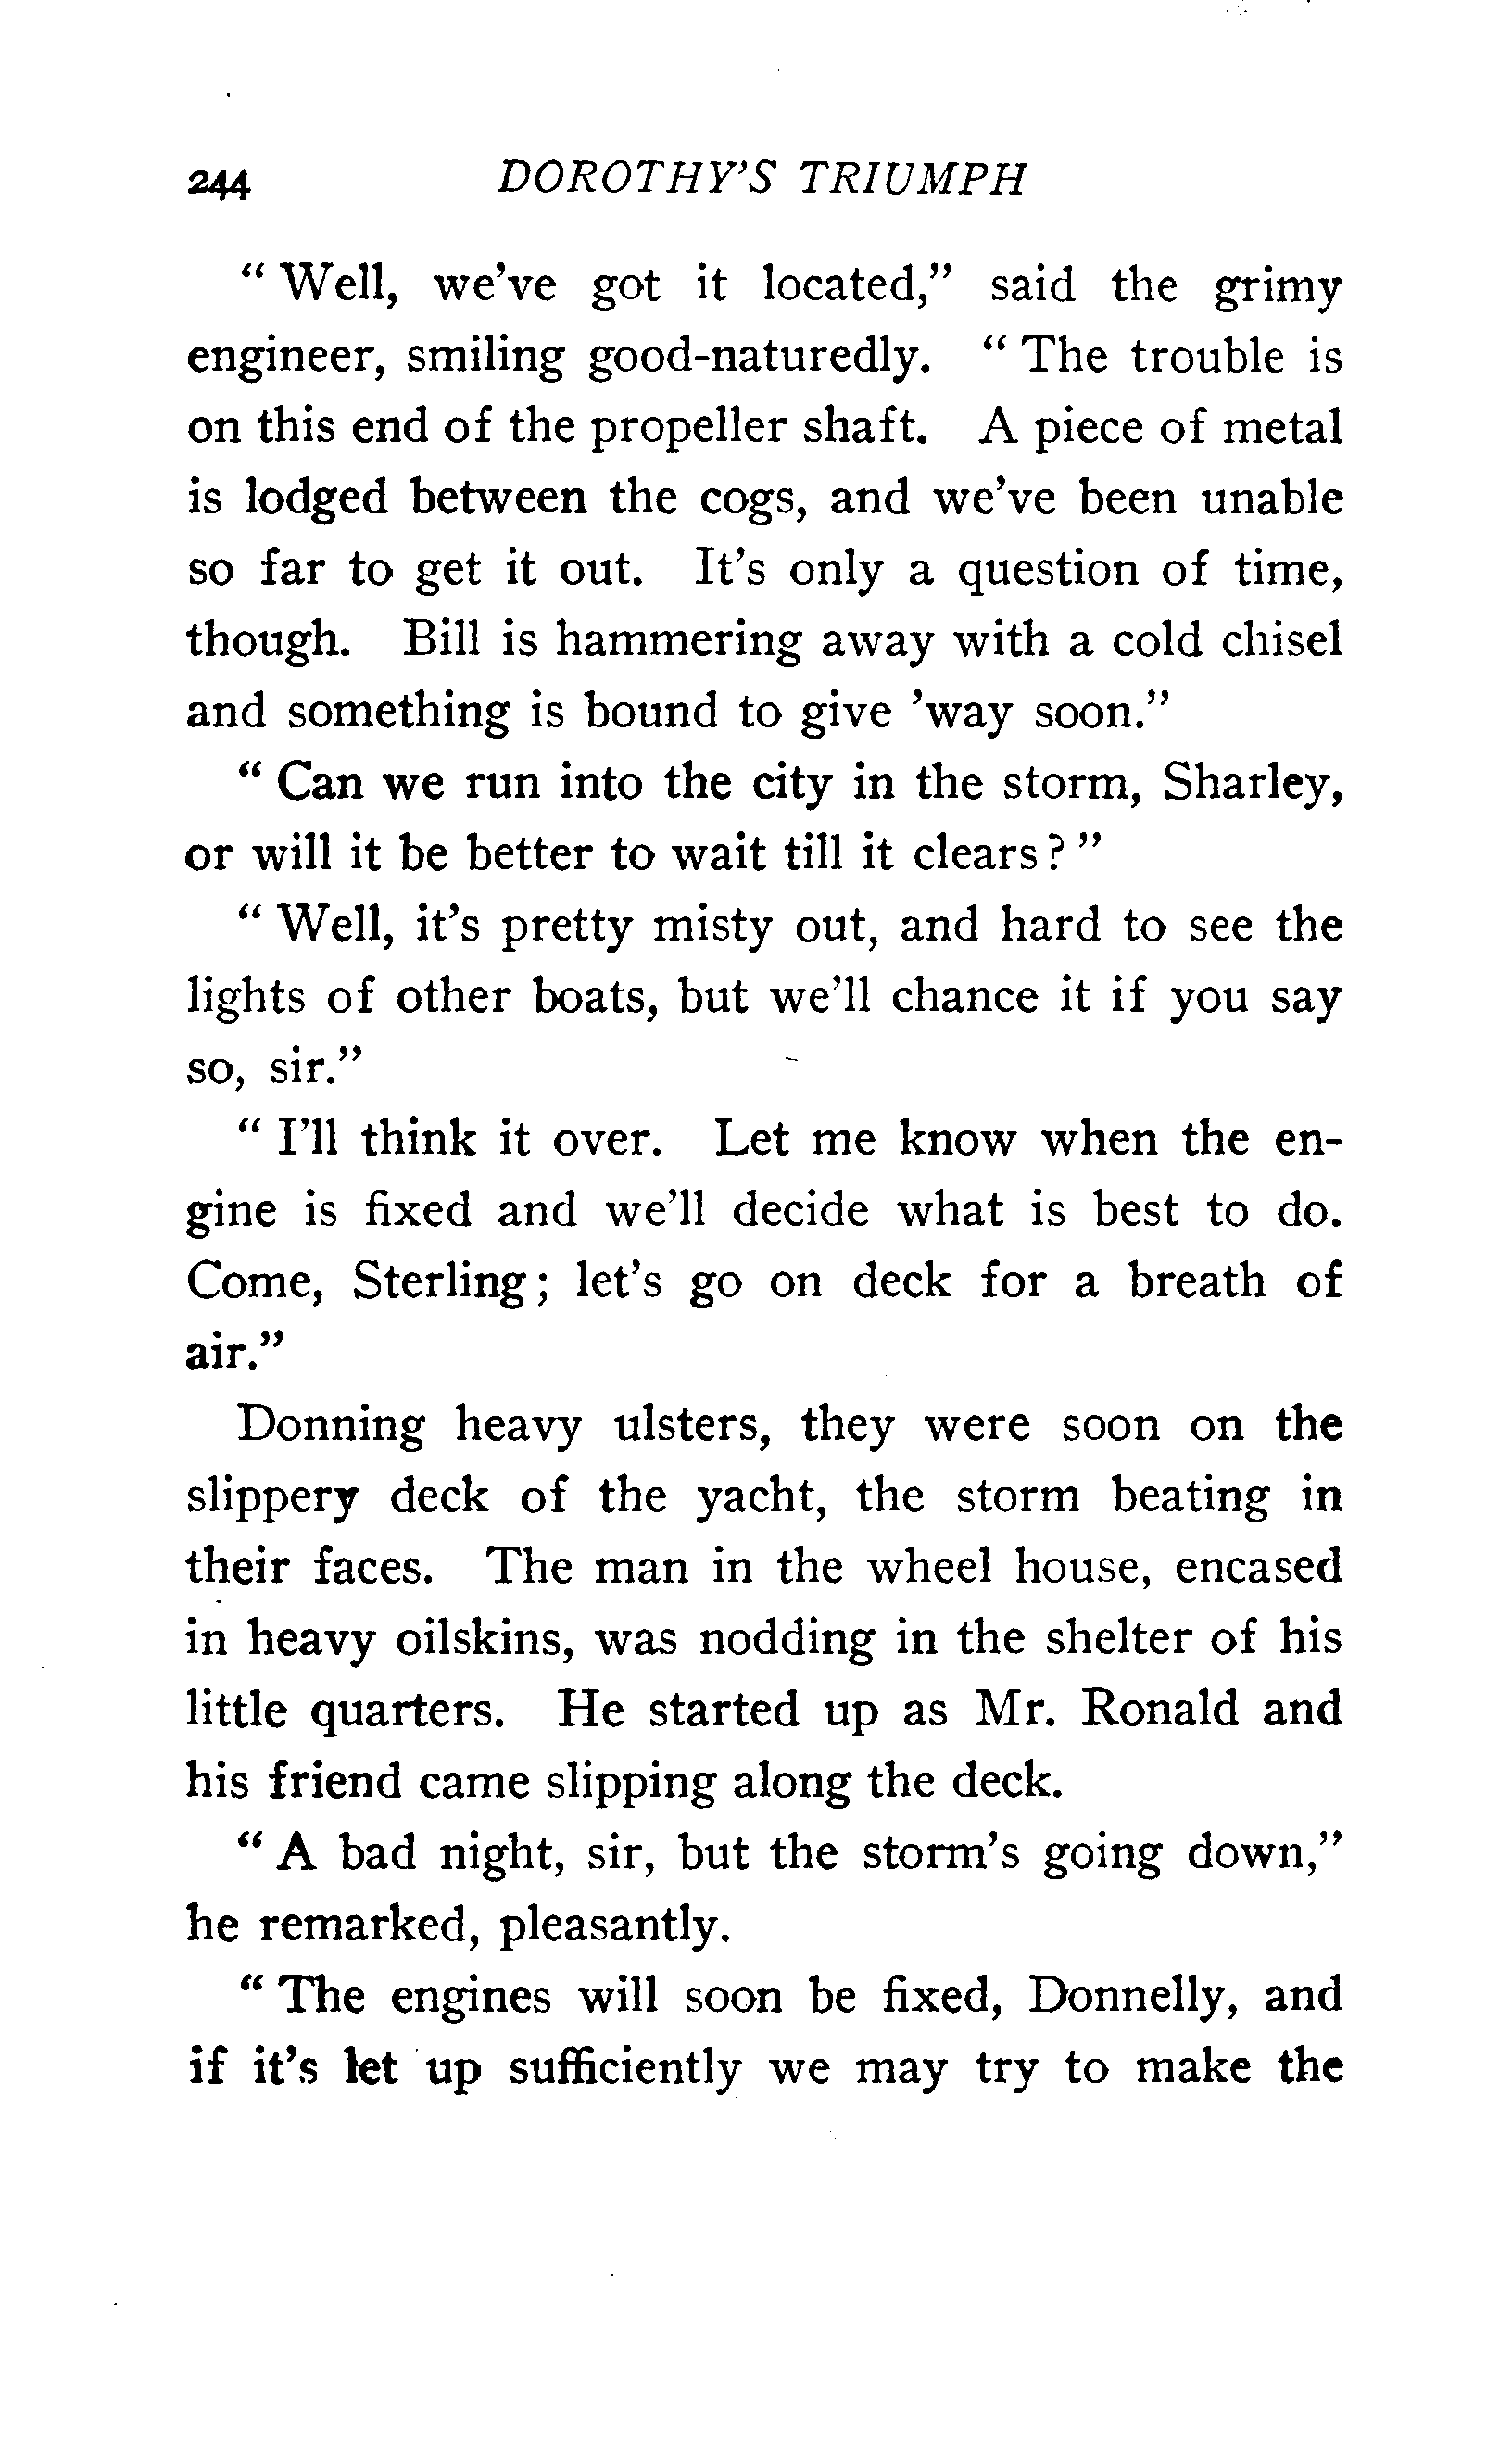 244 DOROTHY'S TRIUMPH
" Well, we've got it located," said the grimy
engineer, smiling good-naturedly. " The trouble is
on this end of the propeller shaft. A piece of metal
is lodged between the cogs, and we've been unable
so far to get it out. It's only a question of time,
though. Bill is hammering away with a cold chisel
and something is bound to give 'way soon."
" Can we run into the city in the storm, Sharley,
or will it be better to wait till it clears ? "
" Well, it's pretty misty out, and hard to see the
lights of other boats, but we'll chance it if you say
so, sir."
" I'll think it over. Let me know when the en-
gine is fixed and we'll decide what is best to do.
Come, Sterling ; let's go on deck for a breath of
air."
Donning heavy ulsters, they were soon on the
slippery deck of the yacht, the storm beating in
their faces. The man in the wheel house, encased
in heavy oilskins, was nodding in the shelter of his
little quarters. He started up as Mr. Ronald and
his friend came slipping along the deck.
" A bad night, sir, but the storm's going down,"
he remarked, pleasantly.
" The engines will soon be fixed, Donnelly, and
if it's let up sufficiently we may try to make the